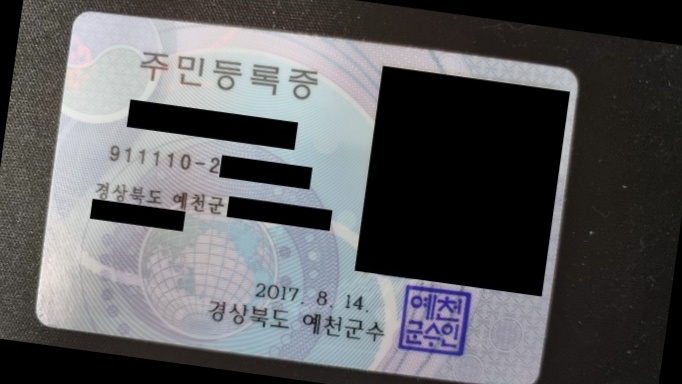 주민등록증
911110-2
경상북도 예천군
2017. 8. 14.
경상북도 예천군수
예천
군수인